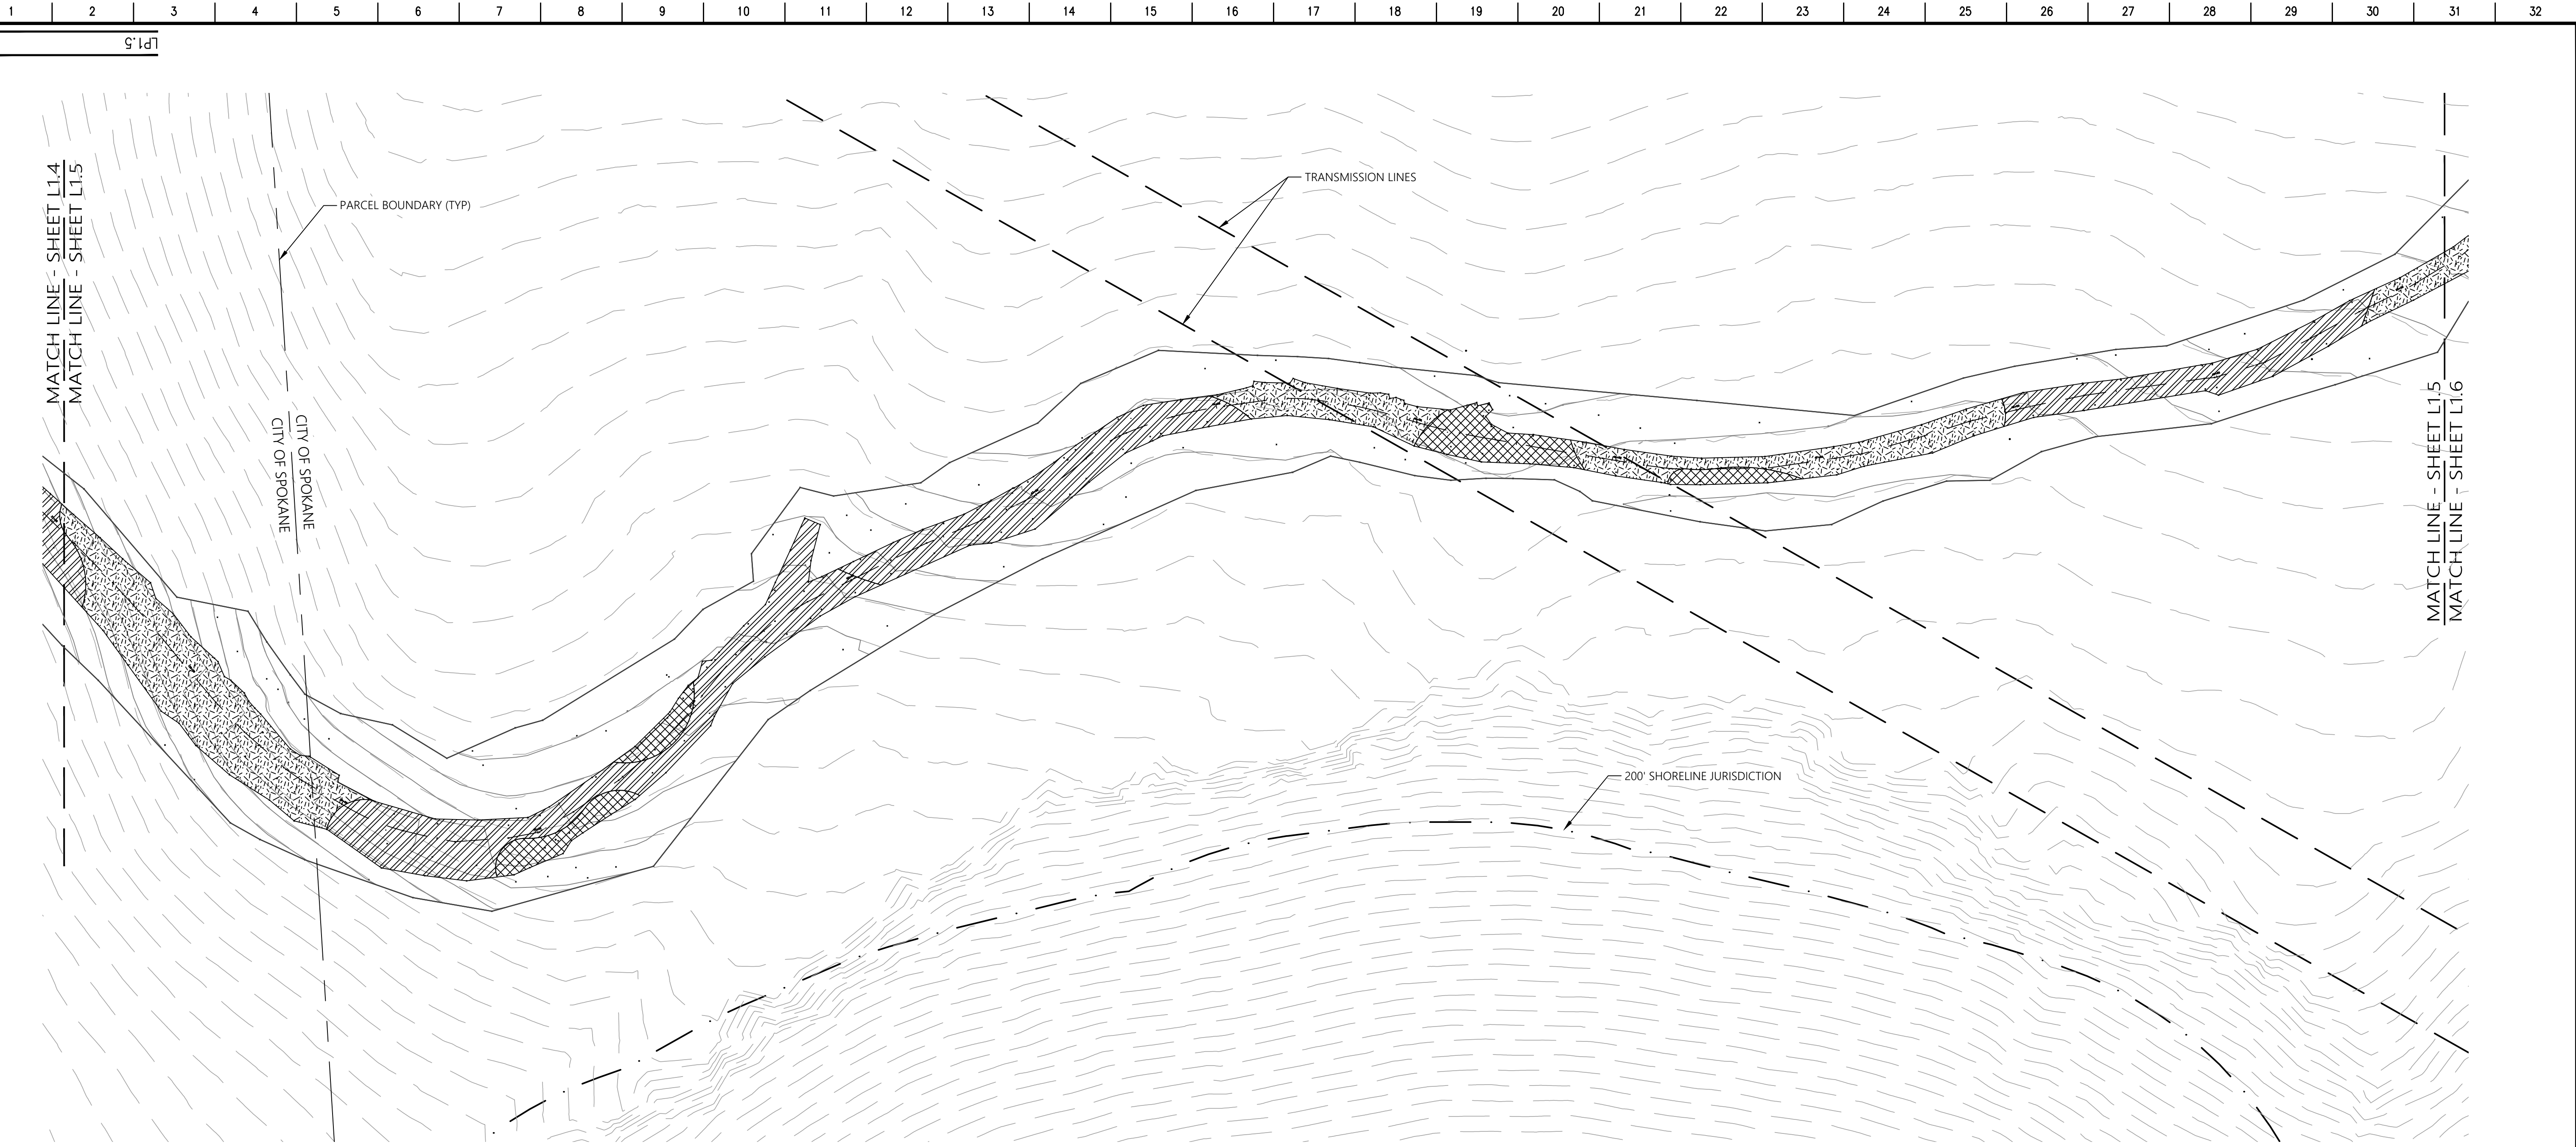 1 2 3 4 5 6 7 8 9 10 11 12 13 14 15 16 17 18 19 20 21 22 23 24 25 26 27 28 29 30 31 32
LP1.5
MATCH LINE - SHEET L1.4
MATCH LINE - SHEET L1.5
PARCEL BOUNDARY (TYP)
TRANSMISSION LINES
CITY OF SPOKANE
CITY OF SPOKANE
200' SHORELINE JURISDICTION
MATCH LINE - SHEET L1.5
MATCH LINE - SHEET L1.6